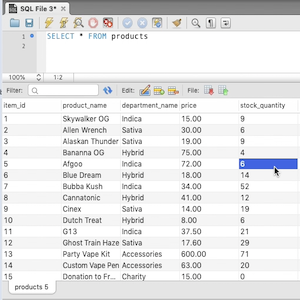 SQL File 3*
1 SELECT * FROM products
2
100% 1:2
Filter: Edit: File:
item_id product_name department_name price stock_quantity
1 Skywalker OG Indica 15.00 9
2 Allen Wrench Sativa 30.00 6
3 Alaskan Thunder Sativa 19.00 9
4 Bananna OG Hybrid 75.00 4
5 Afgoo Indica 72.00 6
6 Blue Dream Hybrid 18.00 14
7 Bubba Kush Indica 34.00 52
8 Cannatonic Hybrid 41.00 12
9 Cinex Sativa 14.00 19
10 Dutch Treat Hybrid 8.00 6
11 G13 Indica 37.50 21
12 Ghost Train Haze Sativa 17.60 29
13 Party Vape Kit Accessories 600.00 71
14 Custom Vape Pen Accessories 63.00 20
15 Donation to Fr... Charity 15.00 0
products 5